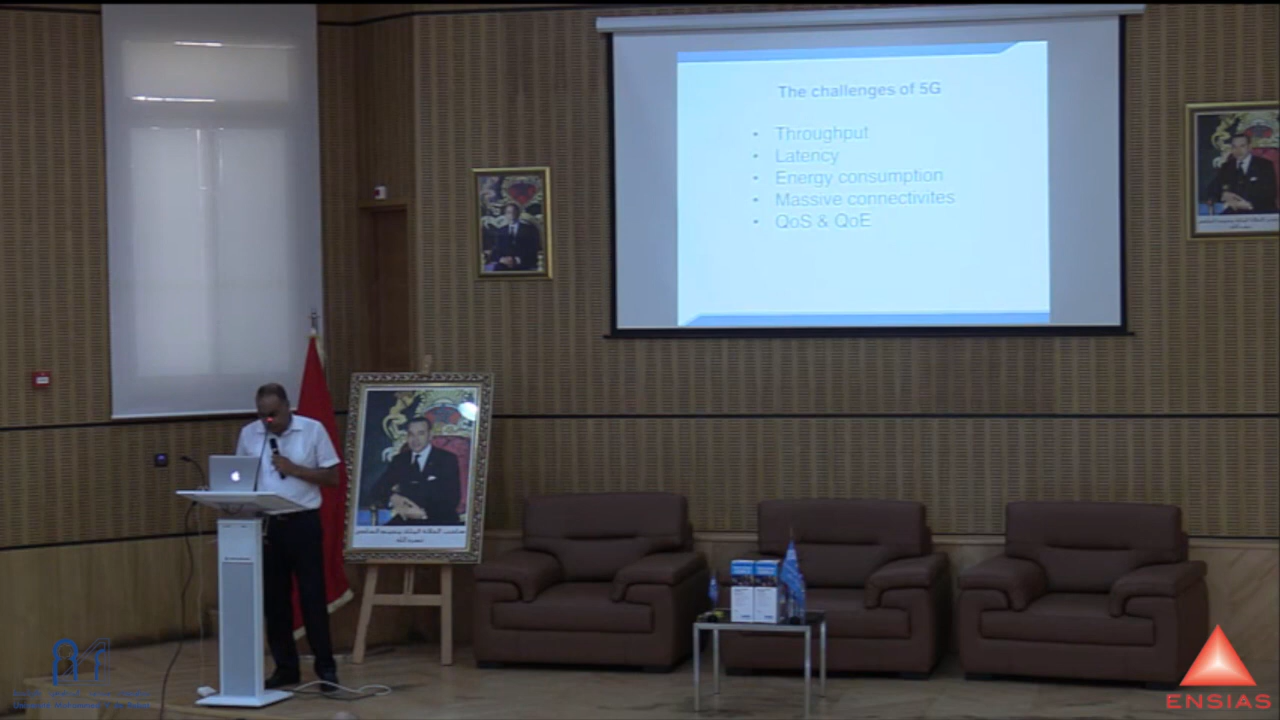 The challenges of 5G
• Throughput
• Latency
• Energy consumption
• Massive connectivites
• QoS & QoE
ENSIAS